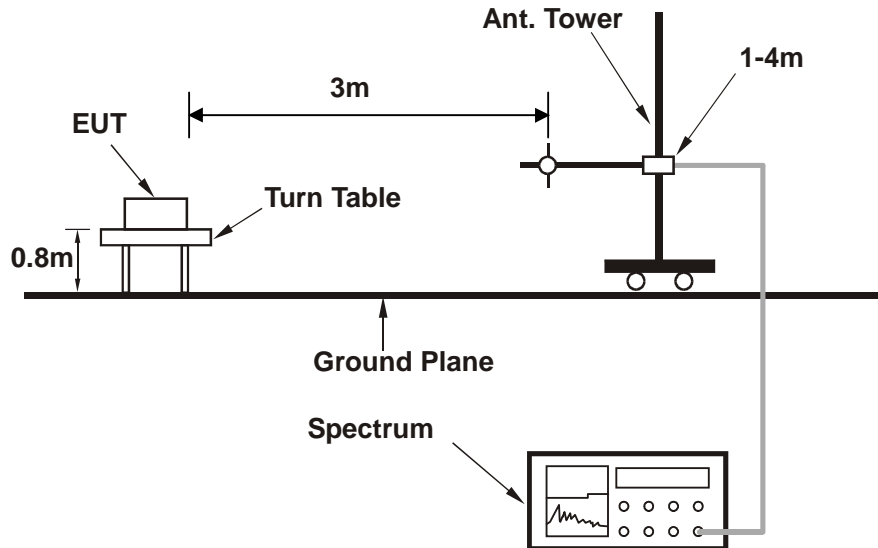 Ant. Tower
1-4m
3m
EUT
Turn Table
0.8m
Ground Plane
Spectrum